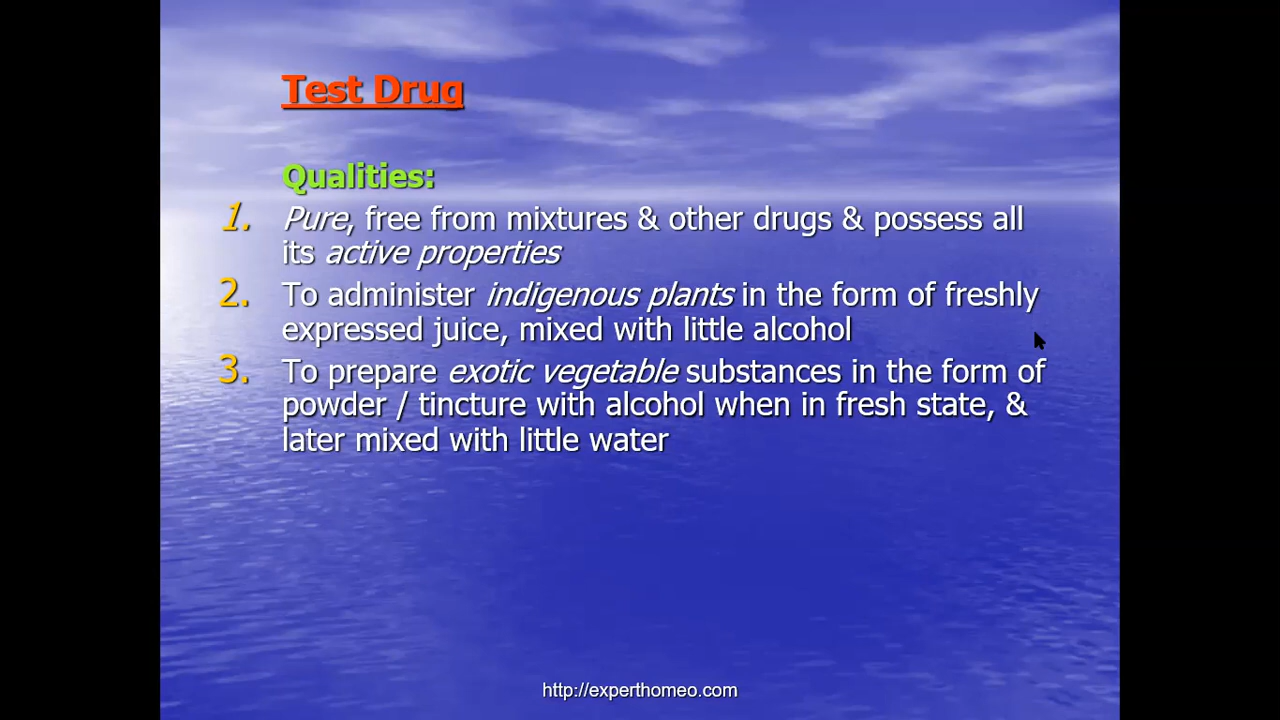 Test Drug
Qualities:
1. Pure, free from mixtures & other drugs & possess all
its active properties
2. To administer indigenous plants in the form of freshly
expressed juice, mixed with little alcohol
3. To prepare exotic vegetable substances in the form of
powder / tincture with alcohol when in fresh state, &
later mixed with little water
http://experthomeo.com